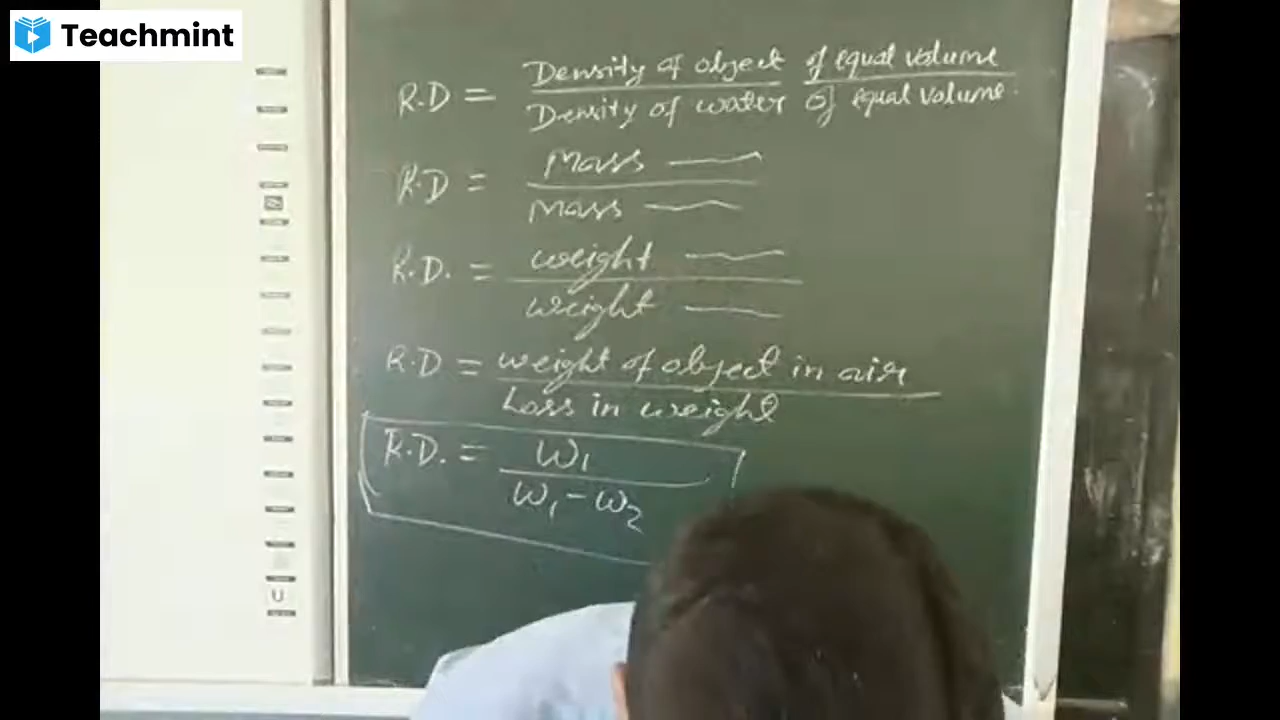 Teachmint
R.D = Density of object of equal volume
Density of water of equal volume.
R.D = Mass
Mass
R.D. = weight
weight
R.D = weight of object in air
Loss in weight
R.D. = W1
W1 - W2
U